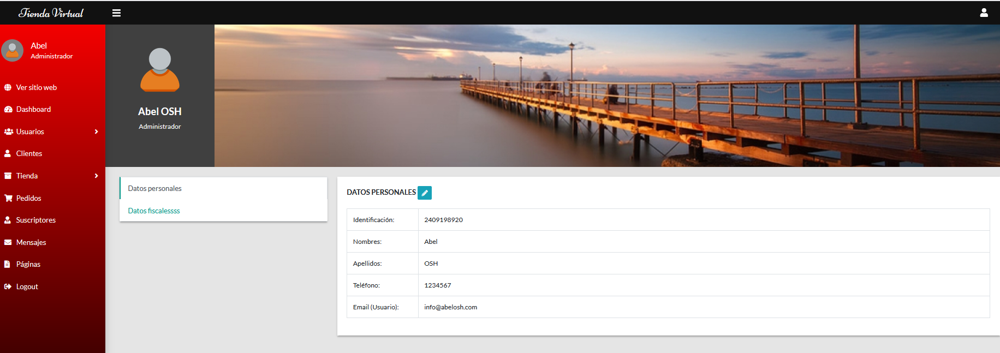 Tienda Virtual
Abel
Administrador
Ver sitio web
Dashboard
Usuarios
Clientes
Tienda
Pedidos
Suscriptores
Mensajes
Páginas
Logout
Abel OSH
Administrador
Datos personales
Datos fiscalessss
DATOS PERSONALES
Identificación: 2409198920
Nombres: Abel
Apellidos: OSH
Teléfono: 1234567
Email (Usuario): info@abelosh.com